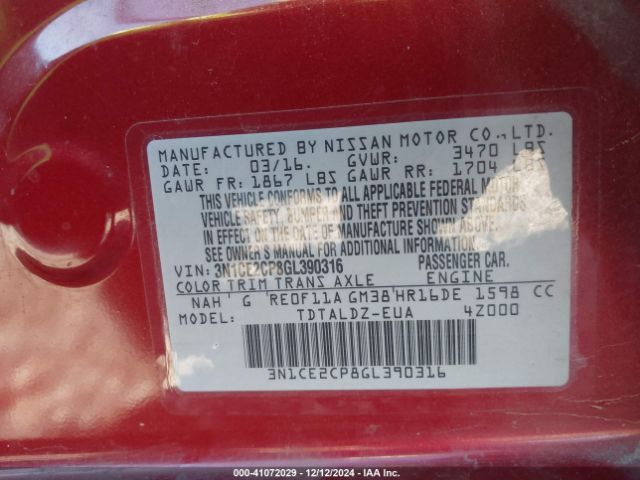 MANUFACTURED BY NISSAN MOTOR CO., LTD.
DATE: 03/16. GVWR: 3470 LBS
GAWR FR: 1867 LBS GAWR RR: 1704 LBS
THIS VEHICLE CONFORMS TO ALL APPLICABLE FEDERAL MOTOR
VEHICLE SAFETY, BUMPER AND THEFT PREVENTION STANDARDS
IN EFFECT ON THE DATE OF MANUFACTURE SHOWN ABOVE.
SEE OWNER'S MANUAL FOR ADDITIONAL INFORMATION.
VIN: 3N1CE2CP8GL390316 PASSENGER CAR.
COLOR TRIM TRANS AXLE ENGINE
NAH G RE0F11A GM38 HR16DE 1598 CC
MODEL: TDTALDZ-EUA 4Z000
3N1CE2CP8GL390316
000-41072029 - 12/12/2024 - IAA Inc.